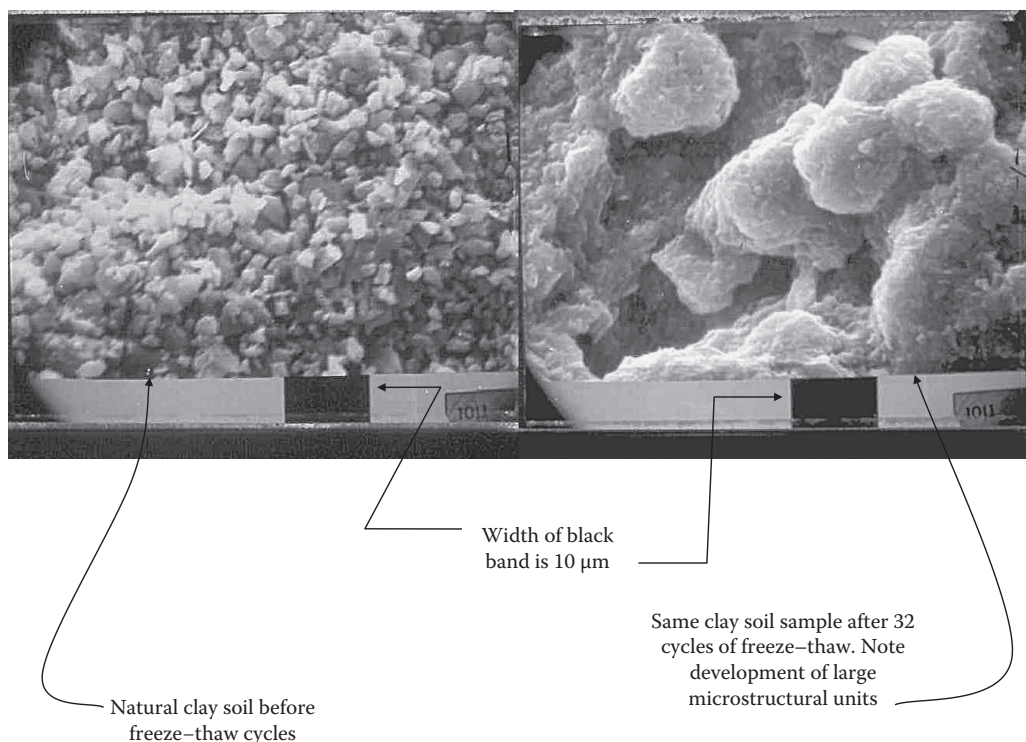 1011
1011
Width of black
band is 10 μm
Same clay soil sample after 32
cycles of freeze–thaw. Note
development of large
microstructural units
Natural clay soil before
freeze–thaw cycles